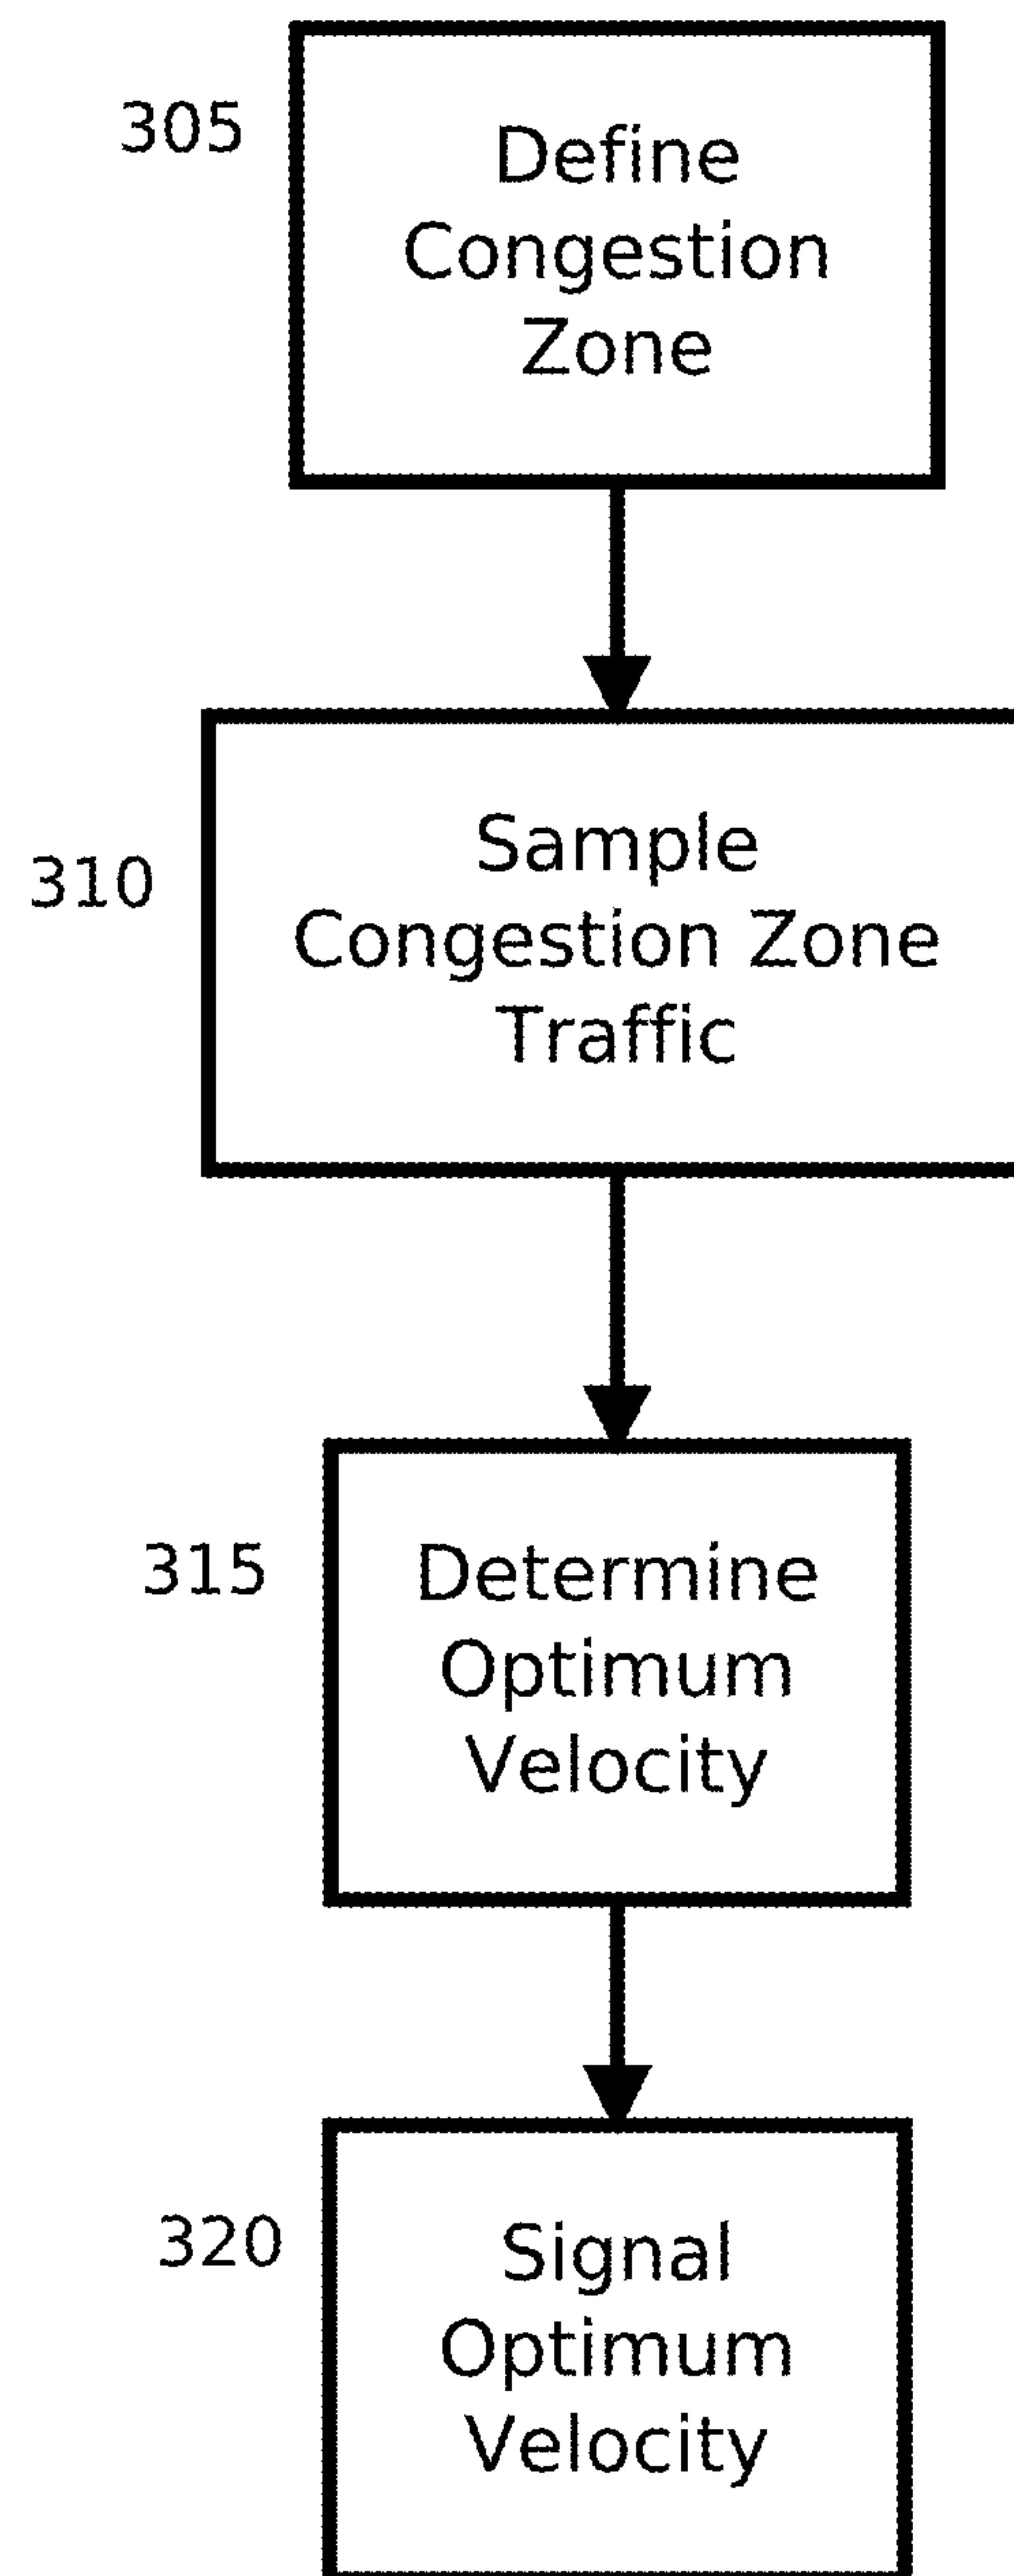 305
Define
Congestion
Zone
310
Sample
Congestion Zone
Traffic
315
Determine
Optimum
Velocity
320
Signal
Optimum
Velocity